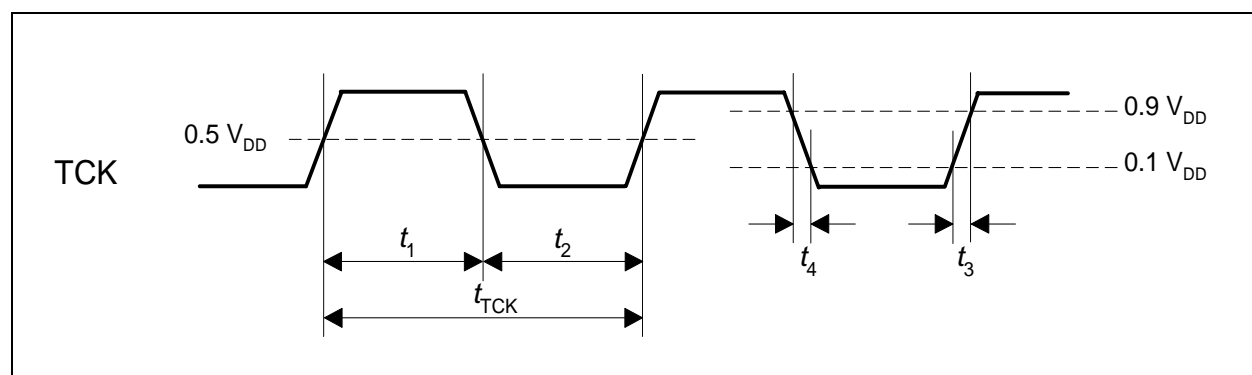 0.5 V_DD
TCK
0.9 V_DD
0.1 V_DD
t_1
t_2
t_TCK
t_4
t_3